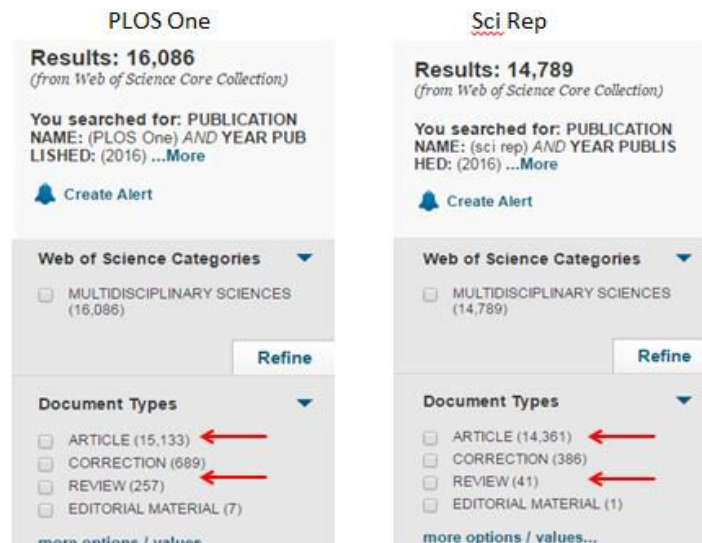 PLOS One
Results: 16,086
(from Web of Science Core Collection)
You searched for: PUBLICATION
NAME: (PLOS One) AND YEAR PUB
LISHED: (2016) ...More
Create Alert
Web of Science Categories
MULTIDISCIPLINARY SCIENCES
(16,086)
Refine
Document Types
ARTICLE (15,133)
CORRECTION (689)
REVIEW (257)
EDITORIAL MATERIAL (7)
more options / values...
Sci Rep
Results: 14,789
(from Web of Science Core Collection)
You searched for: PUBLICATION
NAME: (sci rep) AND YEAR PUBLIS
HED: (2016) ...More
Create Alert
Web of Science Categories
MULTIDISCIPLINARY SCIENCES
(14,789)
Refine
Document Types
ARTICLE (14,361)
CORRECTION (386)
REVIEW (41)
EDITORIAL MATERIAL (1)
more options / values...